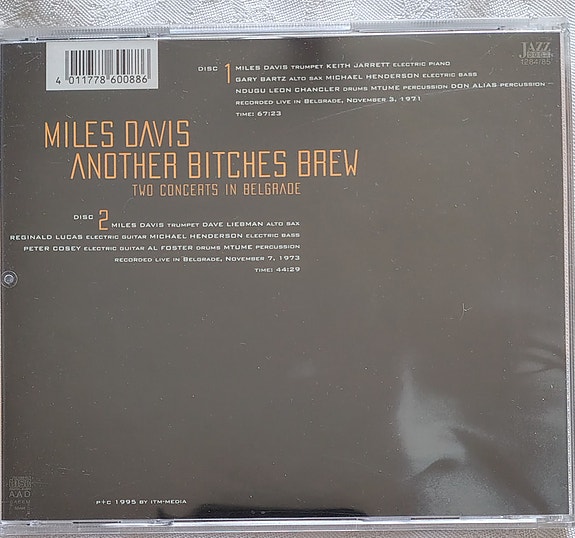 4 011778 600886
DISC 1 MILES DAVIS TRUMPET KEITH JARRETT ELECTRIC PIANO
GARY BARTZ ALTO SAX MICHAEL HENDERSON ELECTRIC BASS
NDUGU LEON CHANCLER DRUMS MTUME PERCUSSION DON ALIAS PERCUSSION
RECORDED LIVE IN BELGRADE, NOVEMBER 3, 1971
TIME: 67:23
JAZZ
1284/85
MILES DAVIS
ANOTHER BITCHES BREW
TWO CONCERTS IN BELGRADE
DISC 2 MILES DAVIS TRUMPET DAVE LIEBMAN ALTO SAX
REGINALD LUCAS ELECTRIC GUITAR MICHAEL HENDERSON ELECTRIC BASS
PETER COSEY ELECTRIC GUITAR AL FOSTER DRUMS MTUME PERCUSSION
RECORDED LIVE IN BELGRADE, NOVEMBER 7, 1973
TIME: 44:29
AAD
P+C 1995 BY ITM-MEDIA